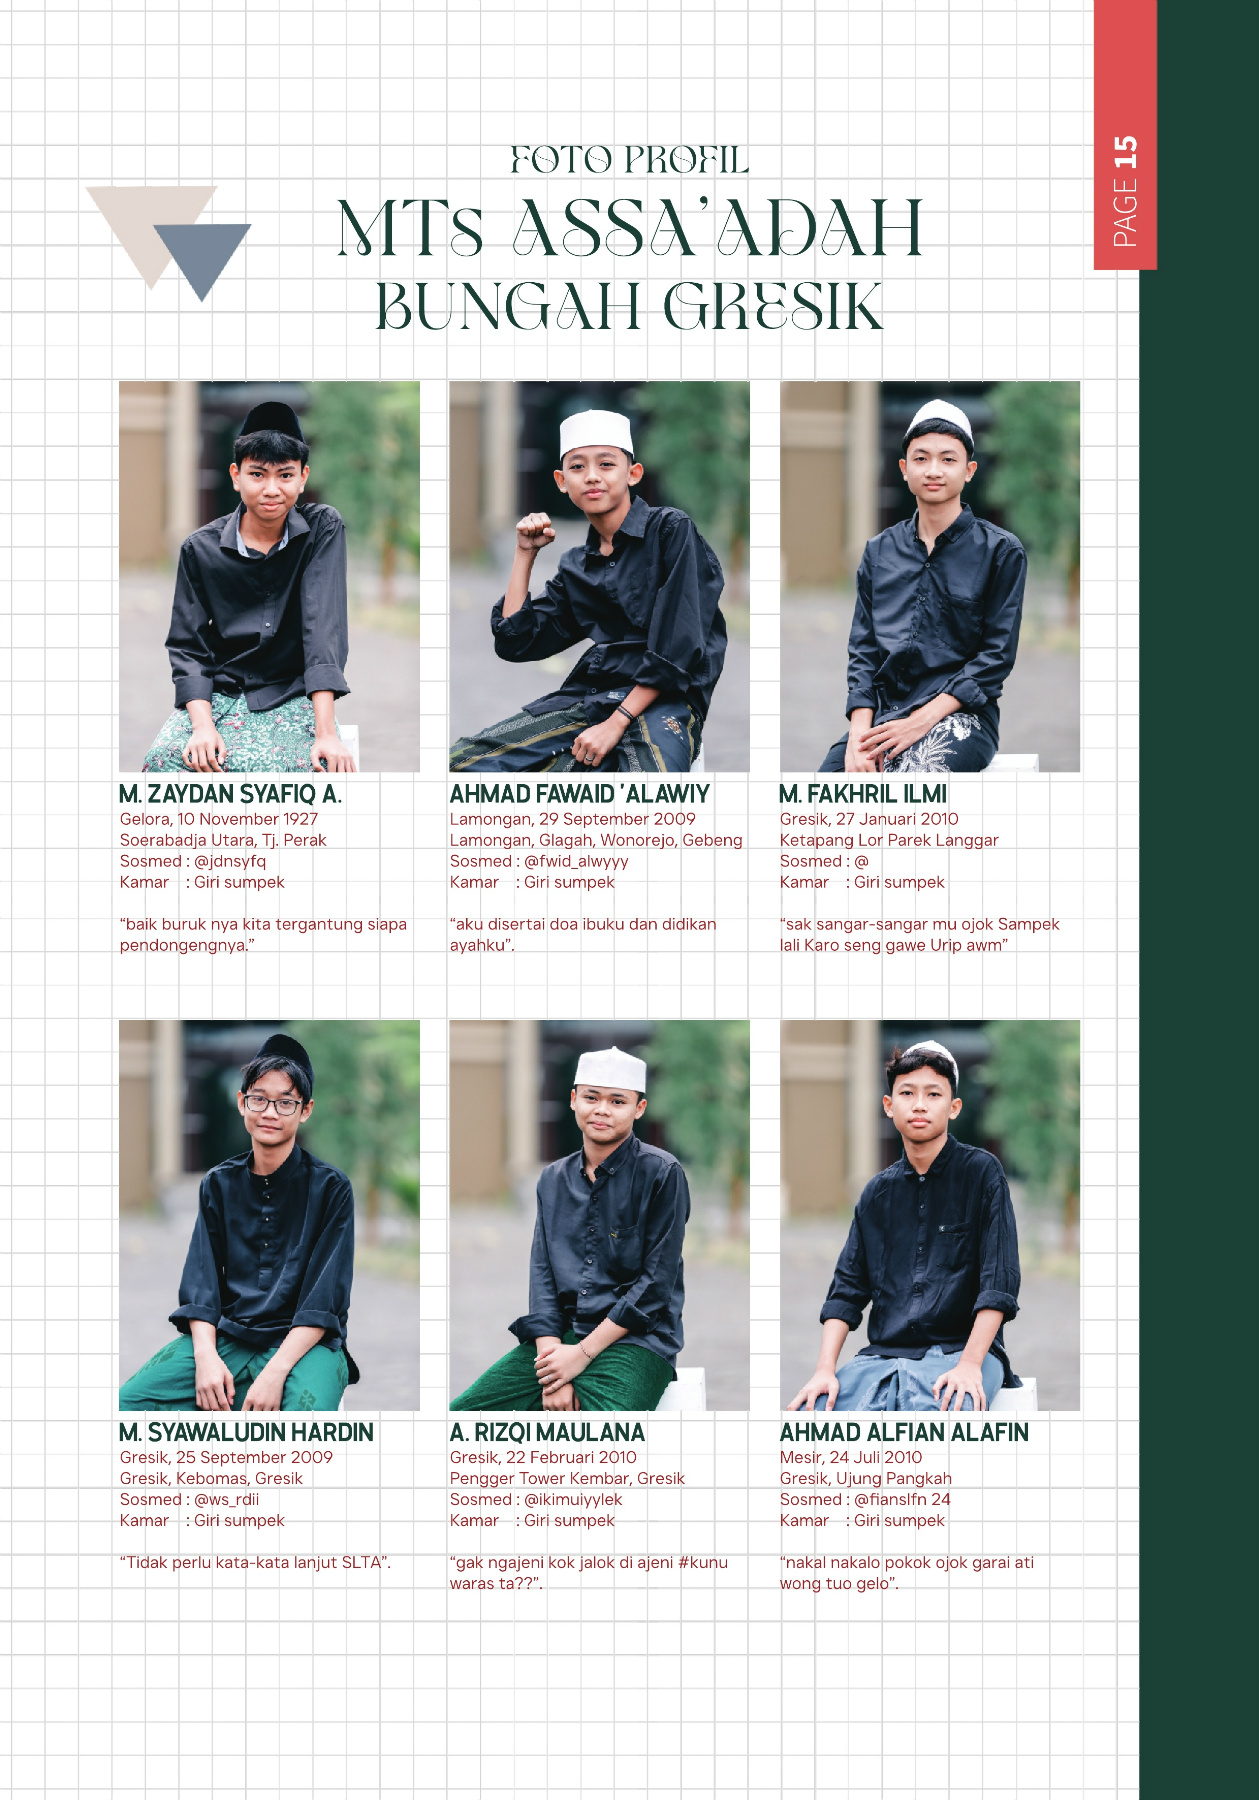 PAGE 15
FOTO PROFIL
MTs ASSA'ADAH
BUNGAH GRESIK
M. ZAYDAN SYAFIQ A.
Gelora, 10 November 1927
Soerabadja Utara, Tj. Perak
Sosmed : @jdnsyfq
Kamar : Giri sumpek
“baik buruk nya kita tergantung siapa
pendongengnya.”
AHMAD FAWAID 'ALAWIY
Lamongan, 29 September 2009
Lamongan, Glagah, Wonorejo, Gebeng
Sosmed : @fwid_alwyyy
Kamar : Giri sumpek
“aku disertai doa ibuku dan didikan
ayahku”.
M. FAKHRIL ILMI
Gresik, 27 Januari 2010
Ketapang Lor Parek Langgar
Sosmed : @
Kamar : Giri sumpek
“sak sangar-sangar mu ojok Sampek
lali Karo seng gawe Urip awm”
M. SYAWALUDIN HARDIN
Gresik, 25 September 2009
Gresik, Kebomas, Gresik
Sosmed : @ws_rdii
Kamar : Giri sumpek
“Tidak perlu kata-kata lanjut SLTA”.
A. RIZQI MAULANA
Gresik, 22 Februari 2010
Pengger Tower Kembar, Gresik
Sosmed : @ikimuiyylek
Kamar : Giri sumpek
“gak ngajeni kok jalok di ajeni #kunu
waras ta??”.
AHMAD ALFIAN ALAFIN
Mesir, 24 Juli 2010
Gresik, Ujung Pangkah
Sosmed : @fianslfn 24
Kamar : Giri sumpek
“nakal nakalo pokok ojok garai ati
wong tuo gelo”.